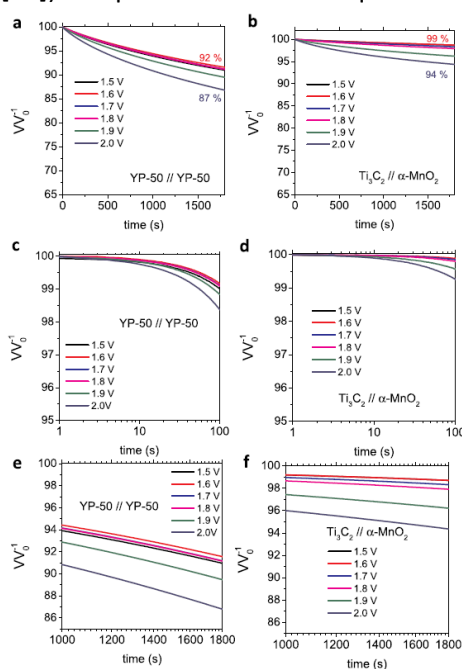 a
b
VV₀⁻¹
100
95
90
85
80
75
70
65
92 %
87 %
1.5 V
1.6 V
1.7 V
1.8 V
1.9 V
2.0 V
YP-50 // YP-50
0
500
1000
1500
time (s)
VV₀⁻¹
100
95
90
85
80
75
70
65
99 %
94 %
1.5 V
1.6 V
1.7 V
1.8 V
1.9 V
2.0 V
Ti₃C₂ // α-MnO₂
0
500
1000
1500
time (s)
c
d
VV₀⁻¹
100
99
98
97
96
95
YP-50 // YP-50
1.5 V
1.6 V
1.7 V
1.8 V
1.9 V
2.0V
1
10
100
time (s)
VV₀⁻¹
100
99
98
97
96
95
1.5 V
1.6 V
1.7 V
1.8 V
1.9 V
2.0 V
Ti₃C₂ // α-MnO₂
1
10
100
time (s)
e
f
VV₀⁻¹
98
96
94
92
90
88
86
YP-50 // YP-50
1.5 V
1.6 V
1.7 V
1.8 V
1.9 V
2.0V
1000
1200
1400
1600
1800
time (s)
VV₀⁻¹
100
98
96
94
92
90
88
86
Ti₃C₂ // α-MnO₂
1.5 V
1.6 V
1.7 V
1.8 V
1.9 V
2.0 V
1000
1200
1400
1600
1800
time (s)